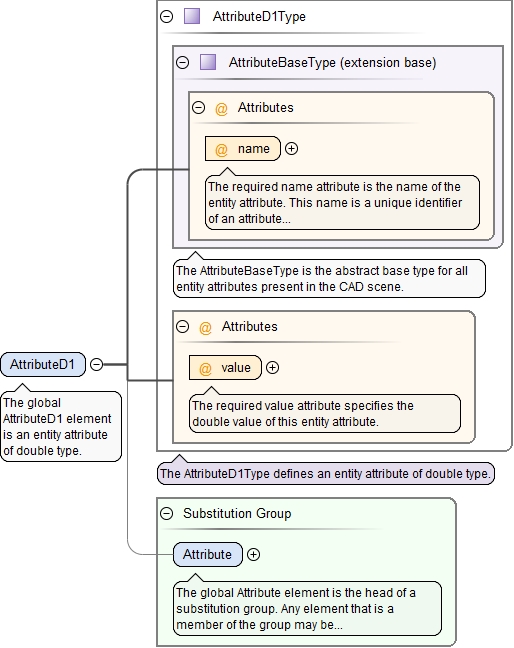 AttributeD1Type
AttributeBaseType (extension base)
@ Attributes
@ name
The required name attribute is the name of the
entity attribute. This name is a unique identifier
of an attribute...
The AttributeBaseType is the abstract base type for all
entity attributes present in the CAD scene.
@ Attributes
@ value
The required value attribute specifies the
double value of this entity attribute.
AttributeD1
The global
AttributeD1 element
is an entity attribute
of double type.
The AttributeD1Type defines an entity attribute of double type.
Substitution Group
Attribute
The global Attribute element is the head of a
substitution group. Any element that is a
member of the group may be...